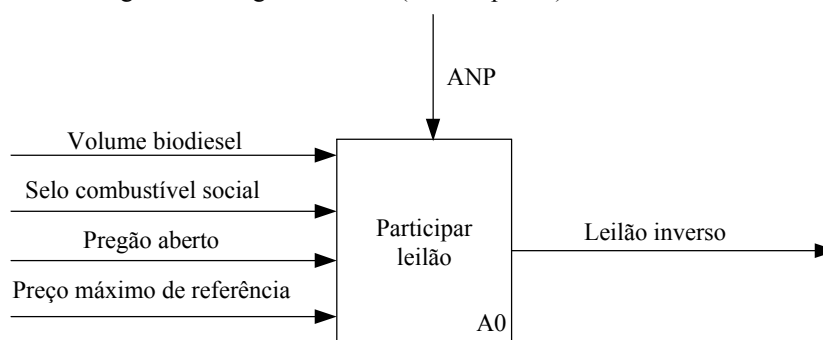 ANP
Volume biodiesel
Selo combustível social
Pregão aberto
Preço máximo de referência
Participar
leilão
Leilão inverso
A0